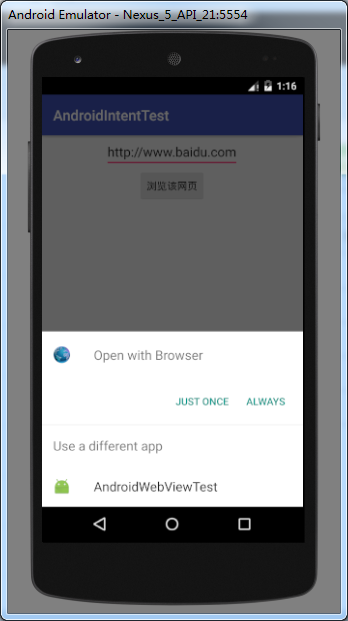 Android Emulator - Nexus_5_API_21:5554
1:16
AndroidIntentTest
http://www.baidu.com
浏览该网页
Open with Browser
JUST ONCE ALWAYS
Use a different app
AndroidWebViewTest